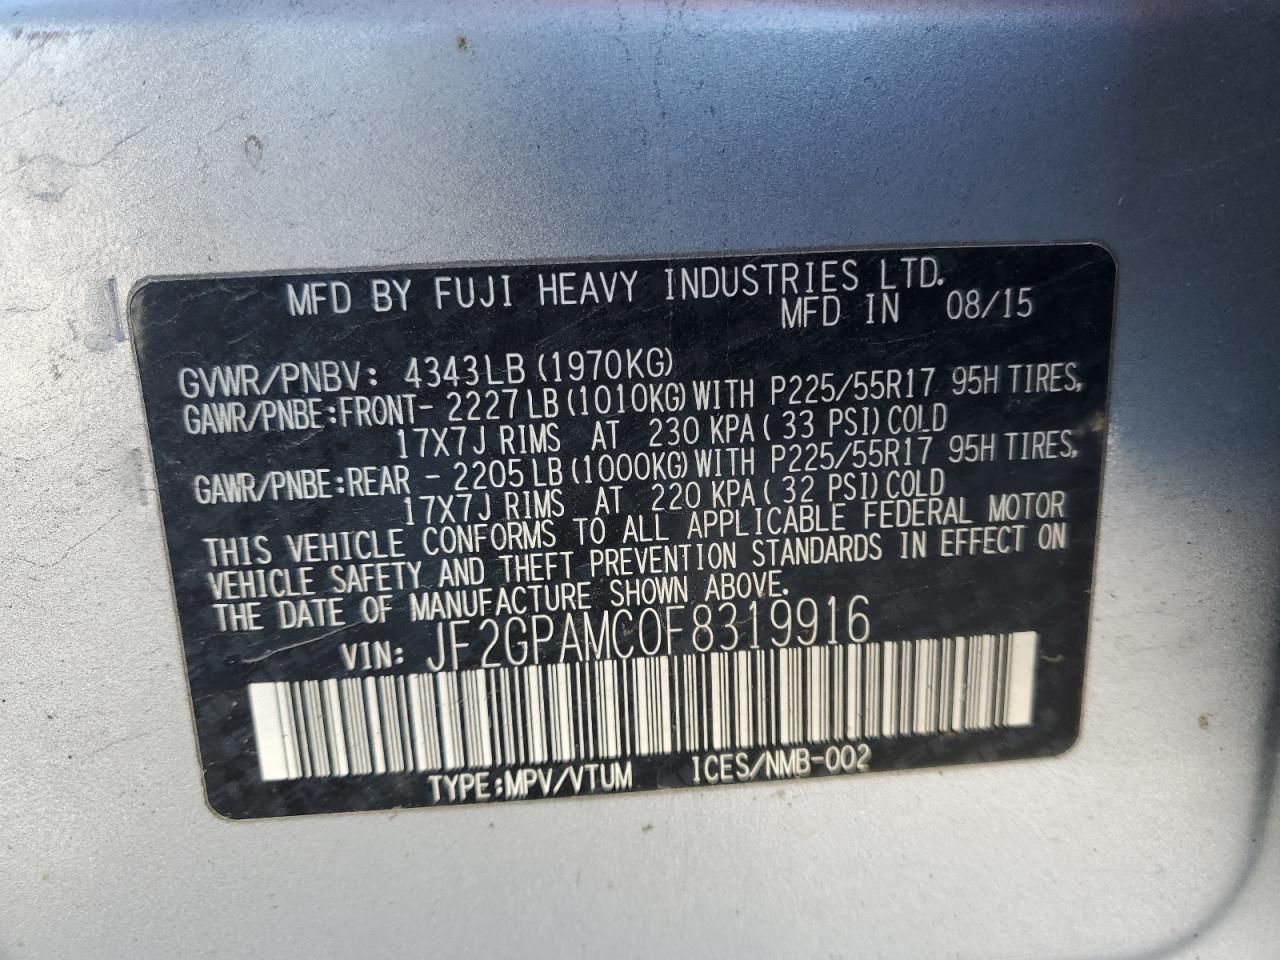 MFD BY FUJI HEAVY INDUSTRIES LTD.
MFD IN 08/15
GVWR/PNBV: 4343LB (1970KG)
GAWR/PNBE:FRONT- 2227LB(1010KG)WITH P225/55R17 95H TIRES,
17X7J RIMS AT 230 KPA( 33 PSI)COLD
GAWR/PNBE:REAR - 2205LB(1000KG)WITH P225/55R17 95H TIRES,
17X7J RIMS AT 220 KPA( 32 PSI)COLD
THIS VEHICLE CONFORMS TO ALL APPLICABLE FEDERAL MOTOR
VEHICLE SAFETY AND THEFT PREVENTION STANDARDS IN EFFECT ON
THE DATE OF MANUFACTURE SHOWN ABOVE.
VIN: JF2GPAMC0F8319916
TYPE:MPV/VTUM ICES/NMB-002